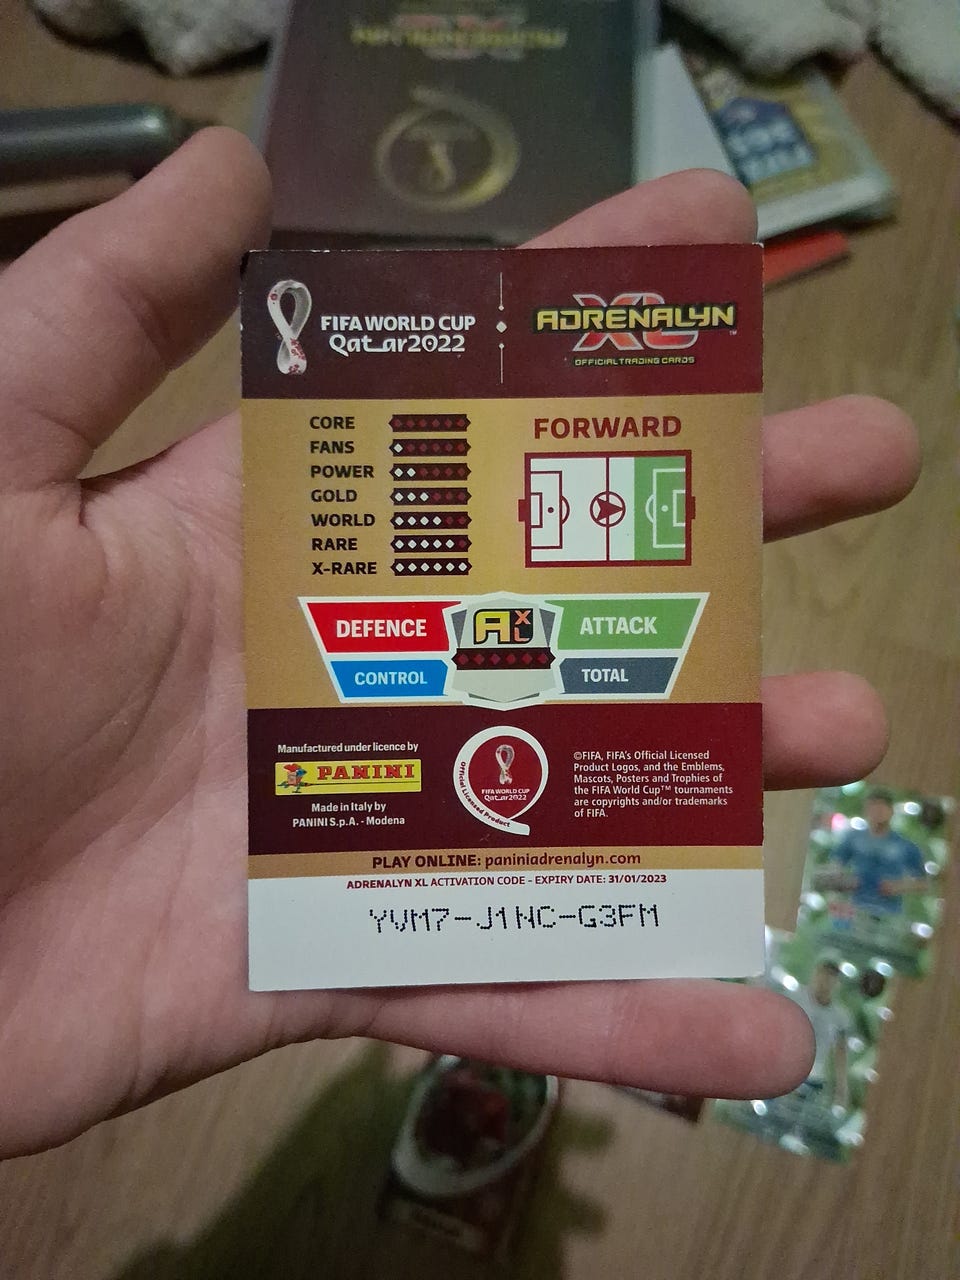 FIFA WORLD CUP
Qatar2022
ADRENALYN XL™
OFFICIAL TRADING CARDS
CORE
FANS
POWER
GOLD
WORLD
RARE
X-RARE
FORWARD
DEFENCE
AXL
ATTACK
CONTROL
TOTAL
Manufactured under licence by
PANINI
Made in Italy by
PANINI S.p.A. - Modena
FIFA WORLD CUP
Qatar2022
Official Licensed Product
©FIFA, FIFA's Official Licensed
Product Logos, and the Emblems,
Mascots, Posters and Trophies of
the FIFA World Cup™ tournaments
are copyrights and/or trademarks
of FIFA.
PLAY ONLINE: paniniadrenalyn.com
ADRENALYN XL ACTIVATION CODE - EXPIRY DATE: 31/01/2023
YVM7-J1NC-G3FM